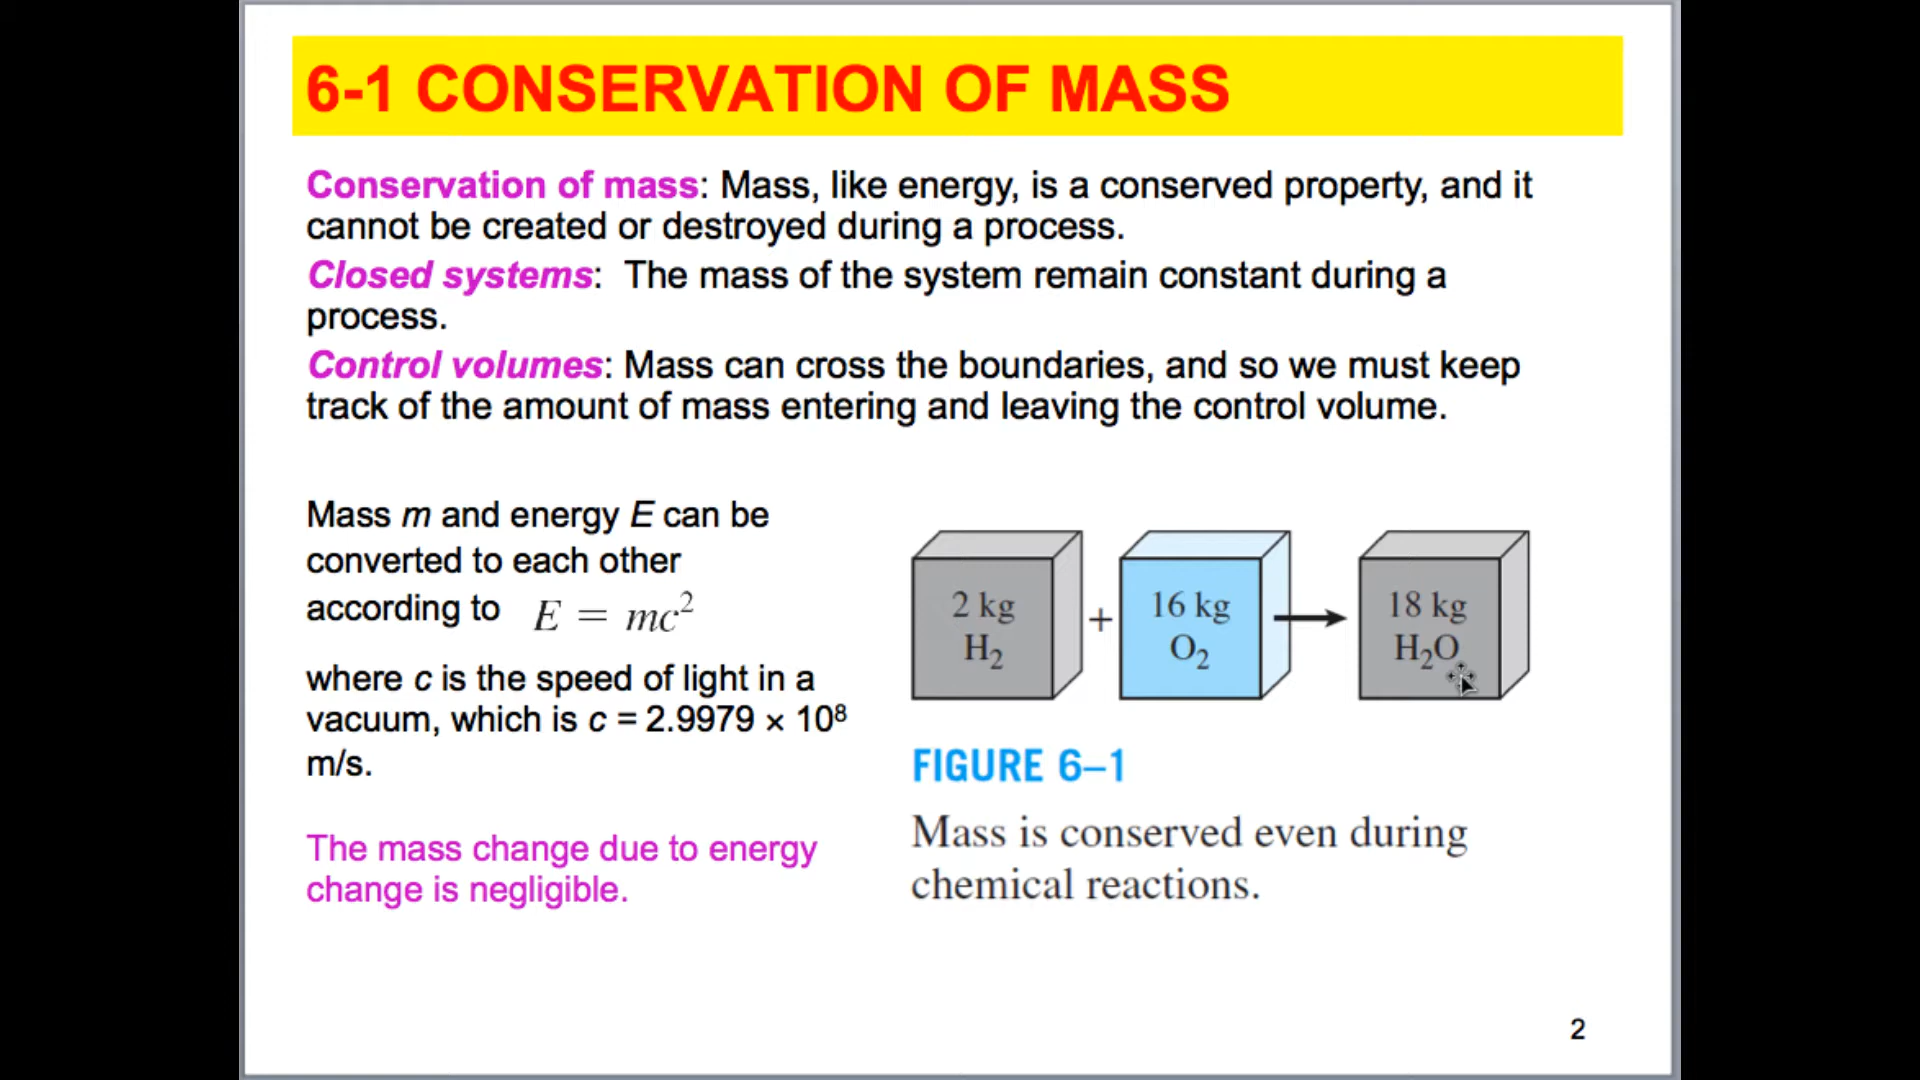 6-1 CONSERVATION OF MASS
Conservation of mass: Mass, like energy, is a conserved property, and it
cannot be created or destroyed during a process.
Closed systems: The mass of the system remain constant during a
process.
Control volumes: Mass can cross the boundaries, and so we must keep
track of the amount of mass entering and leaving the control volume.
Mass m and energy E can be
converted to each other
according to E = mc²
where c is the speed of light in a
vacuum, which is c = 2.9979 × 10⁸
m/s.
The mass change due to energy
change is negligible.
2 kg
H₂
+
16 kg
O₂
18 kg
H₂O
FIGURE 6–1
Mass is conserved even during
chemical reactions.
2